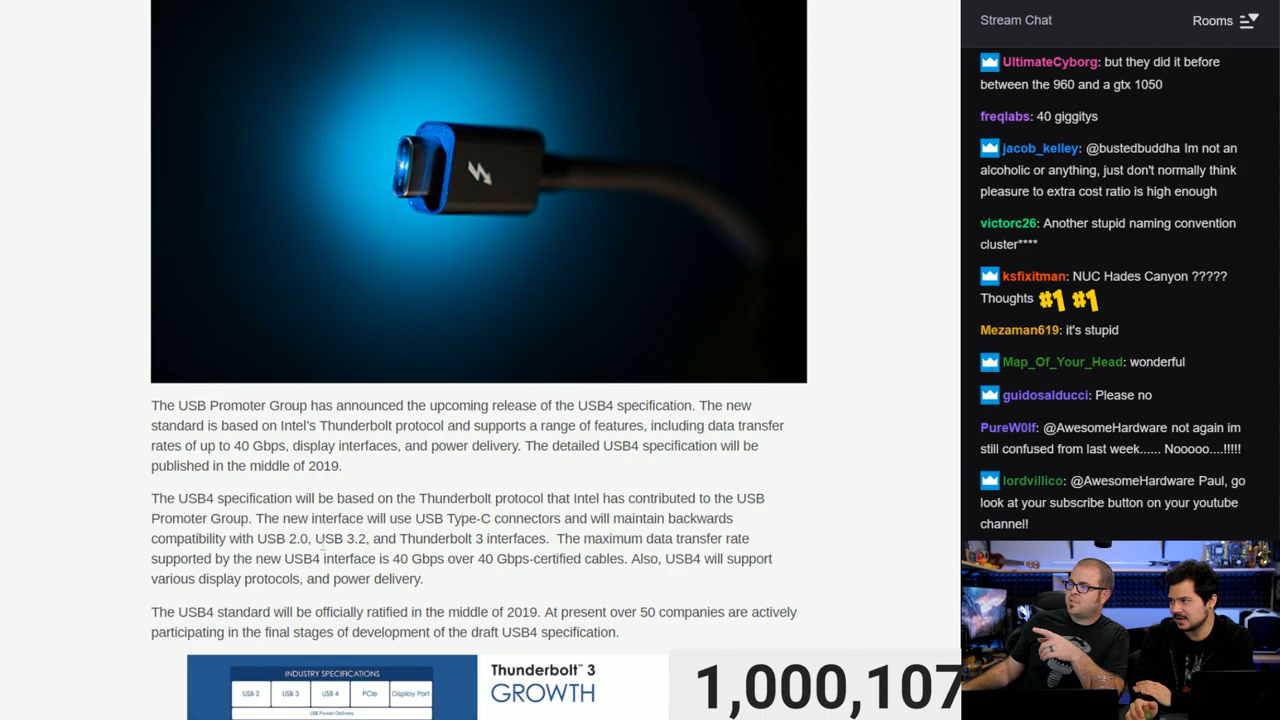 Stream Chat
Rooms
UltimateCyborg: but they did it before
between the 960 and a gtx 1050
freqlabs: 40 giggitys
jacob_kelley: @bustedbuddha Im not an
alcoholic or anything, just don't normally think
pleasure to extra cost ratio is high enough
victorc26: Another stupid naming convention
cluster****
ksfixitman: NUC Hades Canyon ?????
Thoughts #1 #1
Mezaman619: it's stupid
Map_Of_Your_Head: wonderful
guidosalducci: Please no
PureW0lf: @AwesomeHardware not again im
still confused from last week...... Nooooo....!!!!!
lordvillico: @AwesomeHardware Paul, go
look at your subscribe button on your youtube
channel!
The USB Promoter Group has announced the upcoming release of the USB4 specification. The new
standard is based on Intel's Thunderbolt protocol and supports a range of features, including data transfer
rates of up to 40 Gbps, display interfaces, and power delivery. The detailed USB4 specification will be
published in the middle of 2019.
The USB4 specification will be based on the Thunderbolt protocol that Intel has contributed to the USB
Promoter Group. The new interface will use USB Type-C connectors and will maintain backwards
compatibility with USB 2.0, USB 3.2, and Thunderbolt 3 interfaces. The maximum data transfer rate
supported by the new USB4 interface is 40 Gbps over 40 Gbps-certified cables. Also, USB4 will support
various display protocols, and power delivery.
The USB4 standard will be officially ratified in the middle of 2019. At present over 50 companies are actively
participating in the final stages of development of the draft USB4 specification.
INDUSTRY SPECIFICATIONS
USB 2 USB 3 USB 4 PCIe Display Port
USB Power Delivery
Thunderbolt™ 3
GROWTH
1,000,107